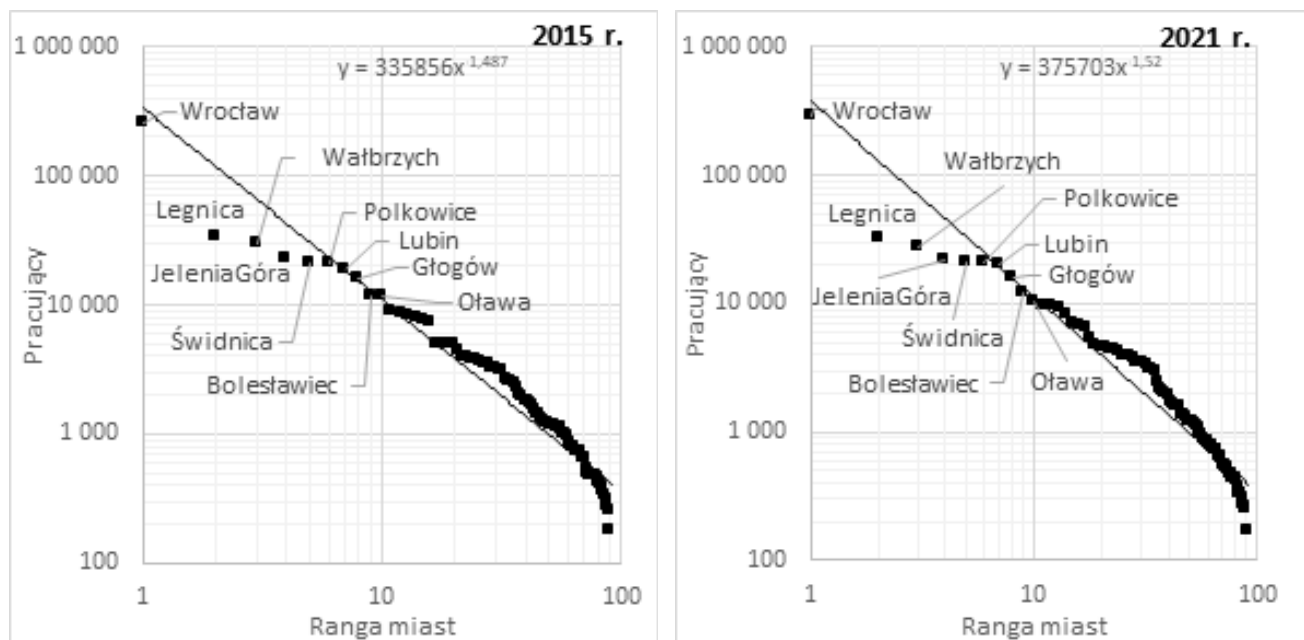 2015 r.
y = 335856x^1,487
1 000 000
Wrocław
Wałbrzych
100 000
Legnica
Polkowice
Lubin
JeleniaGóra
Głogów
10 000
Oława
Świdnica
Bolesławiec
1 000
100
Pracujący
1
10
100
Ranga miast
2021 r.
y = 375703x^1,52
1 000 000
Wrocław
Wałbrzych
100 000
Legnica
Polkowice
Lubin
Głogów
JeleniaGóra
10 000
Świdnica
Bolesławiec
Oława
1 000
100
Pracujący
1
10
100
Ranga miast